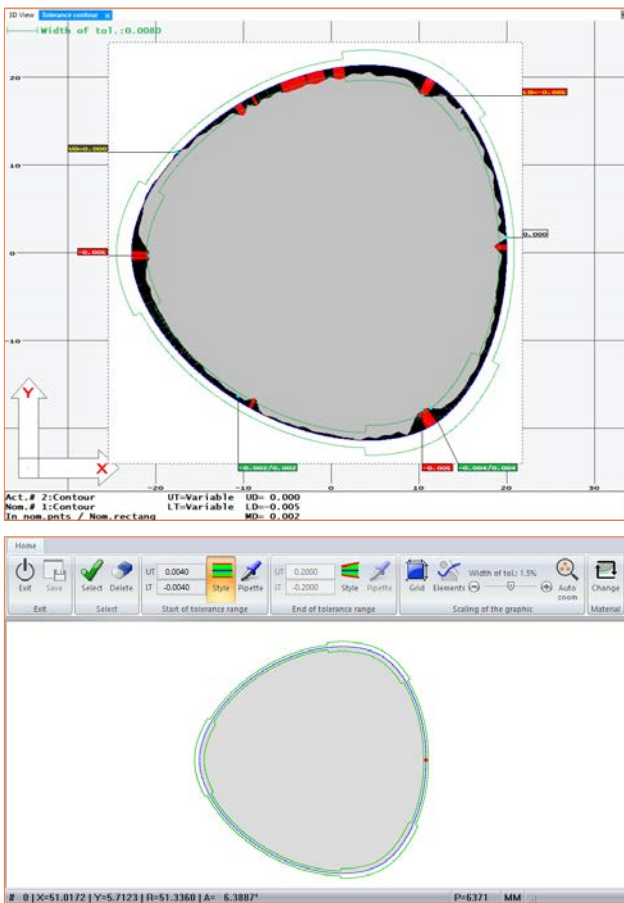 3D View Tolerance contour x
Width of tol.:0.0080
20
LD=-0.005
UD=0.000
10
0.000
0
-0.005
-10
Y
X
-0.002/0.002 -0.005 -0.004/0.004
-20 -10 0 10 20 30
Act.# 2:Contour UT=Variable UD= 0.000
Nom.# 1:Contour LT=Variable LD=-0.005
In nom.pnts / Nom.rectang MD= 0.002
Home
UT 0.0040 UT 0.2000 Width of tol.: 1.5%
LT -0.0040 LT -0.2000
Exit Save Select Delete Style Pipette Style Pipette Grid Elements Auto zoom Change
Exit Select Start of tolerance range End of tolerance range Scaling of the graphic Material
# 0 | X=51.0172 | Y=5.7123 | R=51.3360 | A= 6.3887° P=6371 MM